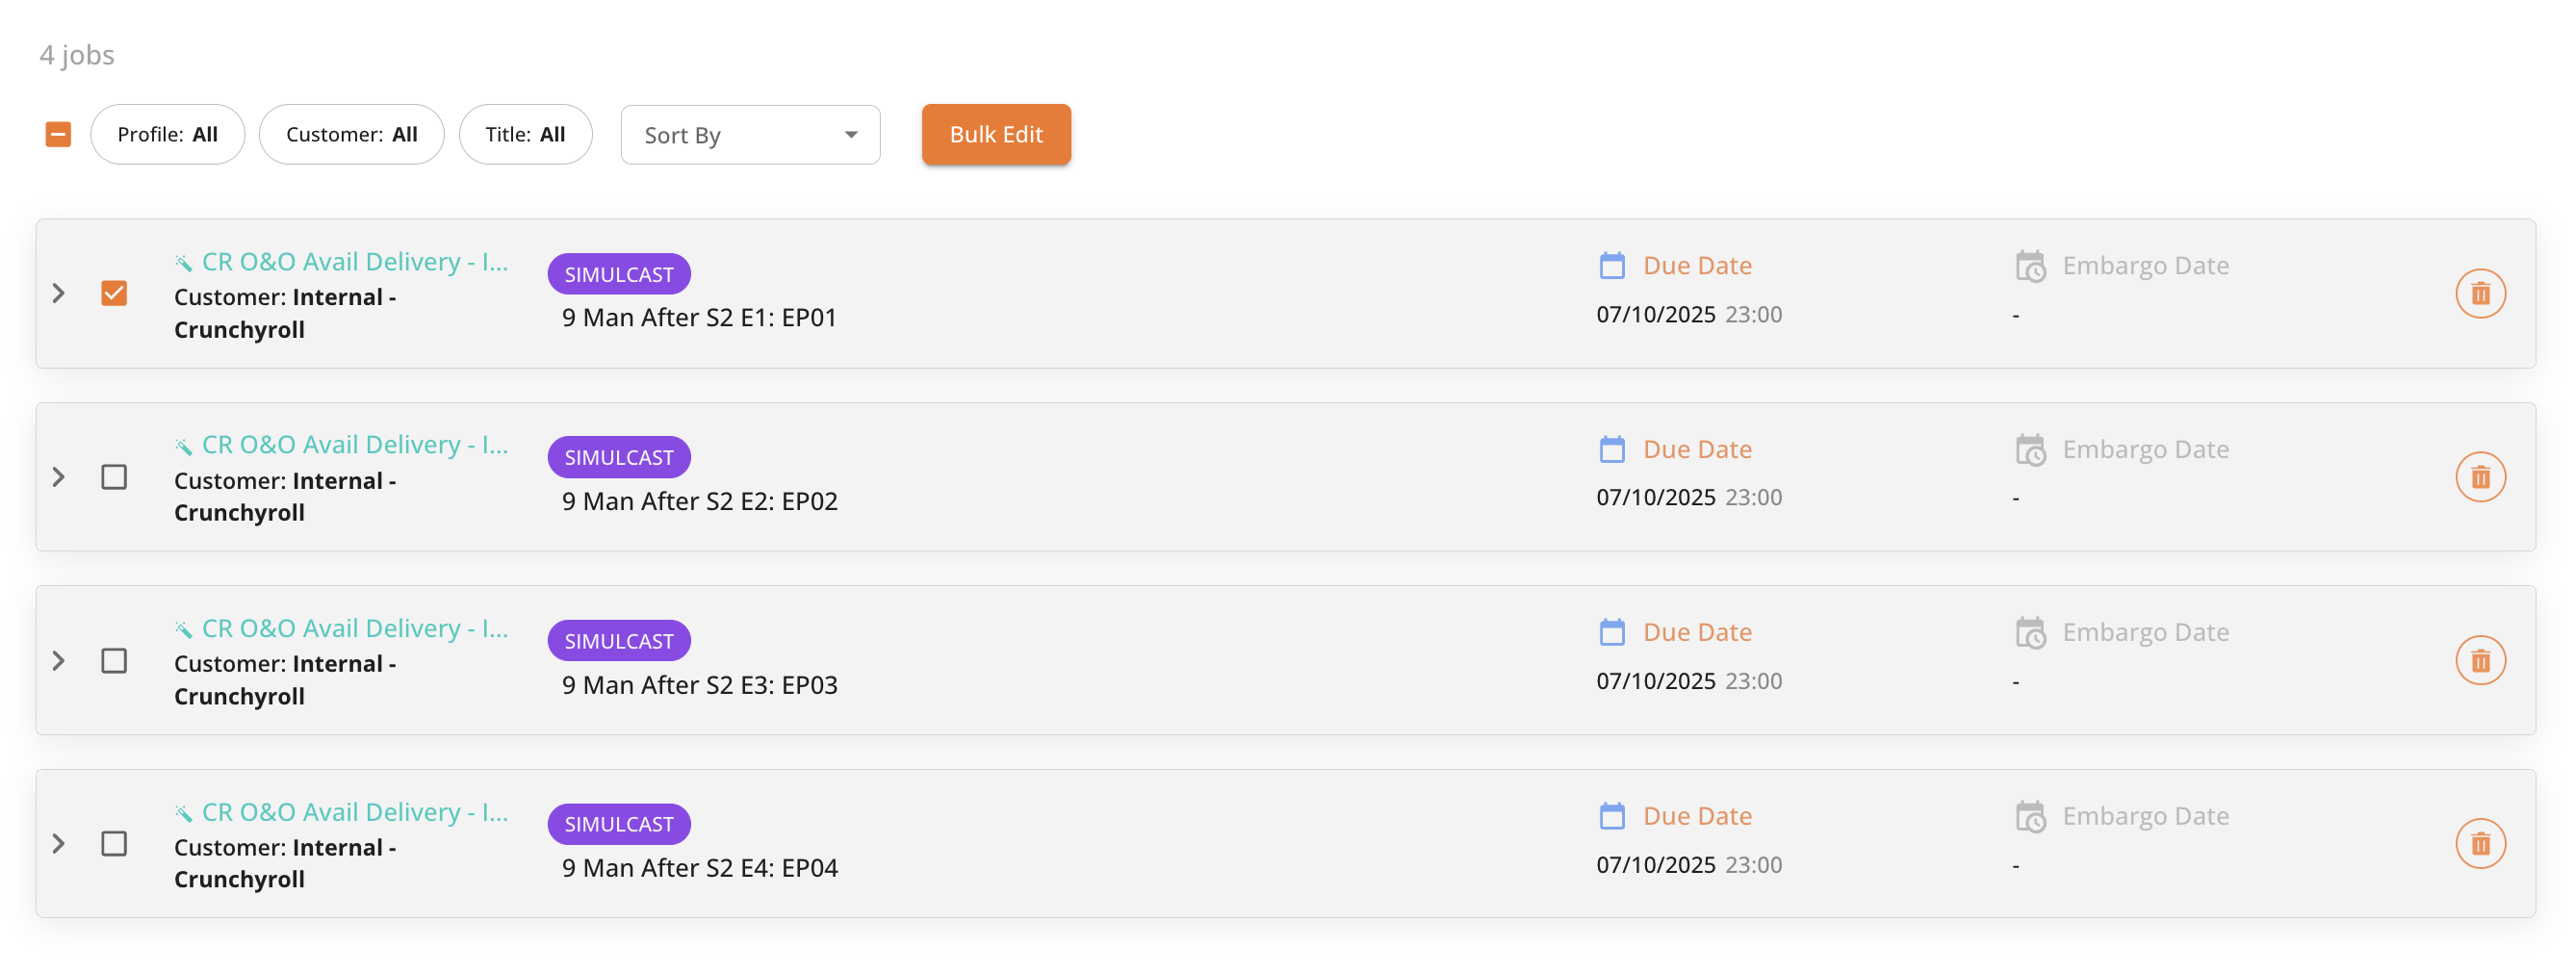 4 jobs
Profile: All Customer: All Title: All Sort By Bulk Edit
CR O&O Avail Delivery - I...
Customer: Internal -
Crunchyroll
SIMULCAST
9 Man After S2 E1: EP01
Due Date
07/10/2025 23:00
Embargo Date
-
CR O&O Avail Delivery - I...
Customer: Internal -
Crunchyroll
SIMULCAST
9 Man After S2 E2: EP02
Due Date
07/10/2025 23:00
Embargo Date
-
CR O&O Avail Delivery - I...
Customer: Internal -
Crunchyroll
SIMULCAST
9 Man After S2 E3: EP03
Due Date
07/10/2025 23:00
Embargo Date
-
CR O&O Avail Delivery - I...
Customer: Internal -
Crunchyroll
SIMULCAST
9 Man After S2 E4: EP04
Due Date
07/10/2025 23:00
Embargo Date
-